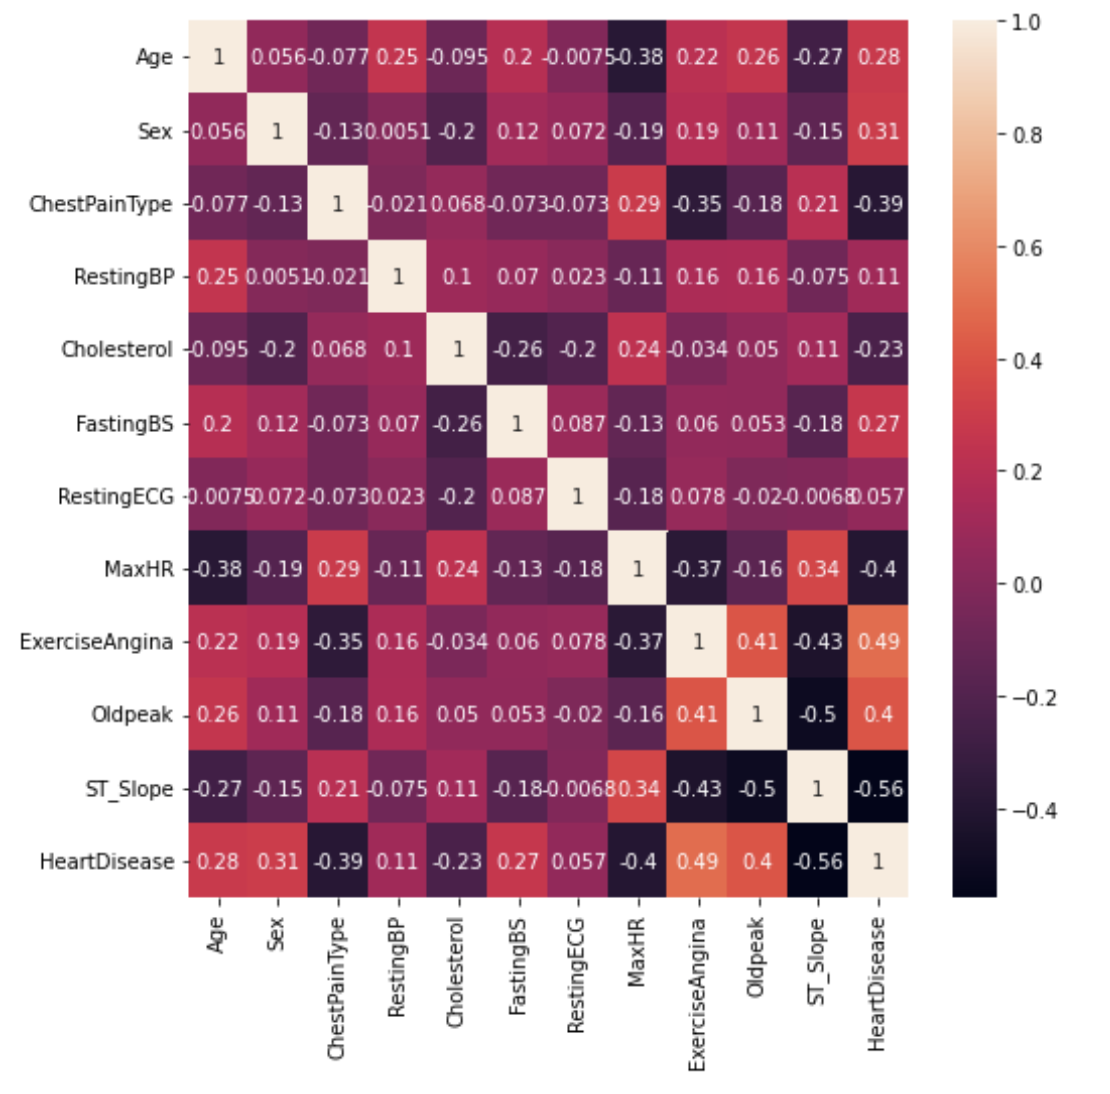 Age 1 0.056 -0.077 0.25 -0.095 0.2 -0.0075 -0.38 0.22 0.26 -0.27 0.28
Sex 0.056 1 -0.13 0.0051 -0.2 0.12 0.072 -0.19 0.19 0.11 -0.15 0.31
ChestPainType -0.077 -0.13 1 -0.021 0.068 -0.073 -0.073 0.29 -0.35 -0.18 0.21 -0.39
RestingBP 0.25 0.0051 -0.021 1 0.1 0.07 0.023 -0.11 0.16 0.16 -0.075 0.11
Cholesterol -0.095 -0.2 0.068 0.1 1 -0.26 -0.2 0.24 -0.034 0.05 0.11 -0.23
FastingBS 0.2 0.12 -0.073 0.07 -0.26 1 0.087 -0.13 0.06 0.053 -0.18 0.27
RestingECG -0.0075 0.072 -0.073 0.023 -0.2 0.087 1 -0.18 0.078 -0.02 -0.0068 0.057
MaxHR -0.38 -0.19 0.29 -0.11 0.24 -0.13 -0.18 1 -0.37 -0.16 0.34 -0.4
ExerciseAngina 0.22 0.19 -0.35 0.16 -0.034 0.06 0.078 -0.37 1 0.41 -0.43 0.49
Oldpeak 0.26 0.11 -0.18 0.16 0.05 0.053 -0.02 -0.16 0.41 1 -0.5 0.4
ST_Slope -0.27 -0.15 0.21 -0.075 0.11 -0.18 -0.0068 0.34 -0.43 -0.5 1 -0.56
HeartDisease 0.28 0.31 -0.39 0.11 -0.23 0.27 0.057 -0.4 0.49 0.4 -0.56 1
Age
Sex
ChestPainType
RestingBP
Cholesterol
FastingBS
RestingECG
MaxHR
ExerciseAngina
Oldpeak
ST_Slope
HeartDisease
1.0
0.8
0.6
0.4
0.2
0.0
−0.2
−0.4